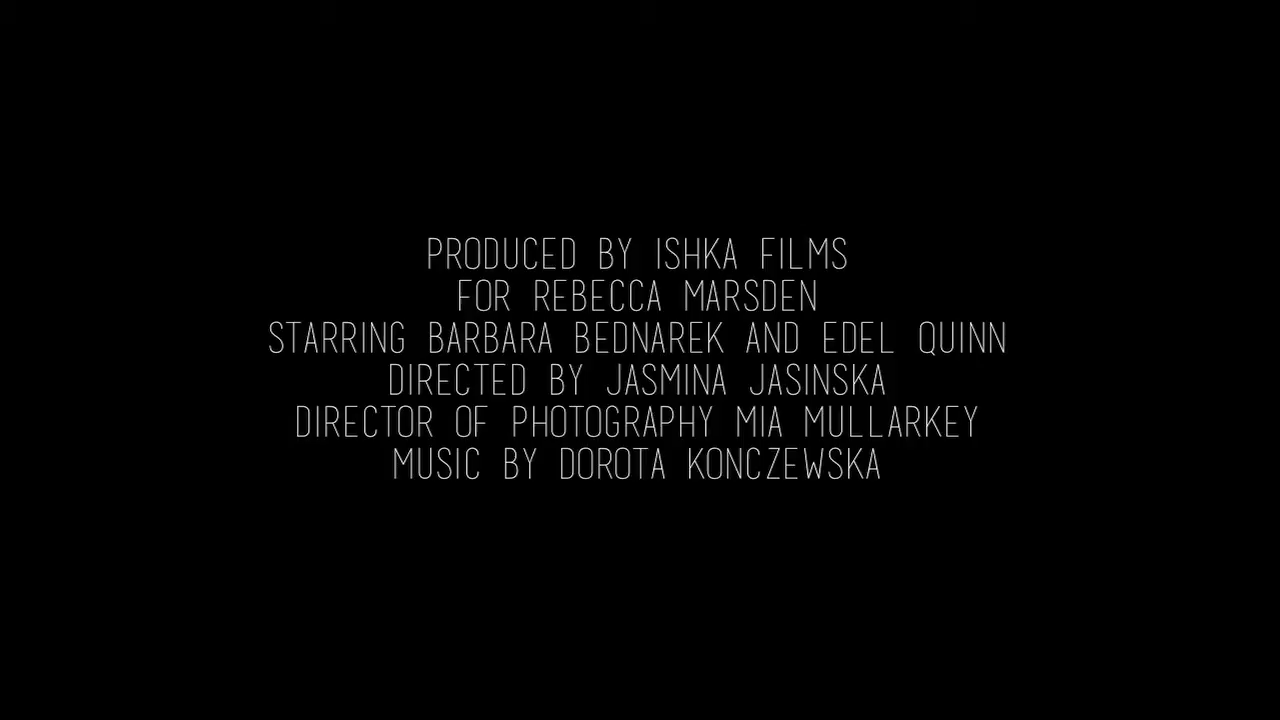 PRODUCED BY ISHKA FILMS
FOR REBECCA MARSDEN
STARRING BARBARA BEDNAREK AND EDEL QUINN
DIRECTED BY JASMINA JASINSKA
DIRECTOR OF PHOTOGRAPHY MIA MULLARKEY
MUSIC BY DOROTA KONCZEWSKA